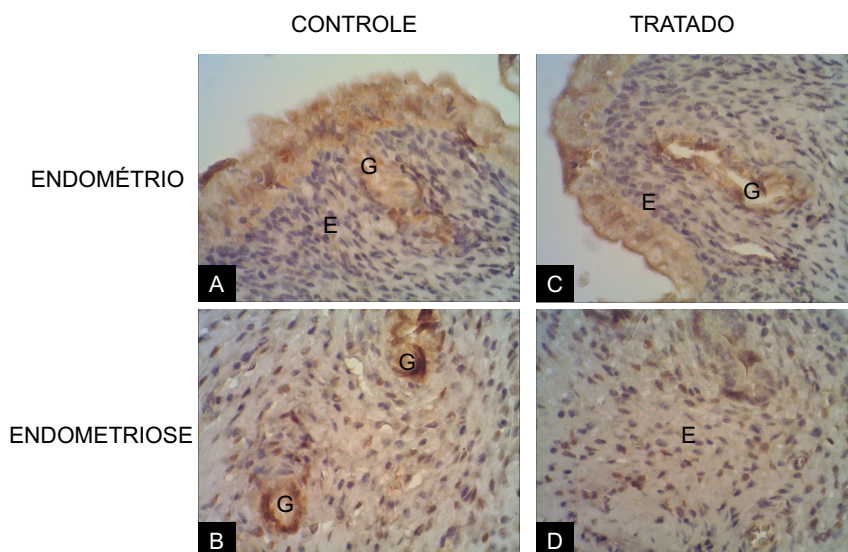 CONTROLE TRATADO
ENDOMÉTRIO
G
E
A
E
G
C
ENDOMETRIOSE
G
G
B
E
D